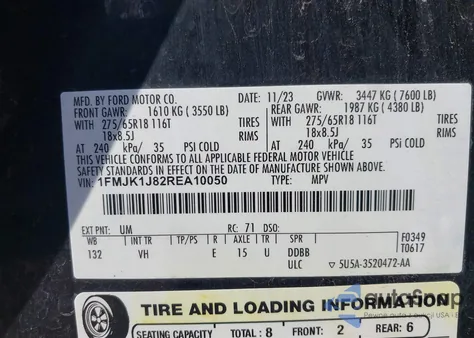 MFD. BY FORD MOTOR CO. DATE: 11/23 GVWR: 3447 KG ( 7600 LB)
FRONT GAWR: 1610 KG ( 3550 LB) REAR GAWR: 1987 KG ( 4380 LB)
WITH 275/65R18 116T TIRES WITH 275/65R18 116T TIRES
18x8.5J RIMS 18x8.5J RIMS
AT 240 kPa/ 35 PSI COLD AT 240 kPa/ 35 PSI COLD
THIS VEHICLE CONFORMS TO ALL APPLICABLE FEDERAL MOTOR VEHICLE
SAFETY STANDARDS IN EFFECT ON THE DATE OF MANUFACTURE SHOWN ABOVE.
VIN: 1FMJK1J82REA10050 TYPE: MPV
EXT PNT: UM RC: 71 DSO: F0349
WB INT TR TP/PS R AXLE TR SPR T0617
132 VH E 15 U DDBB
ULC ▽ 5U5A-3520472-AA
TIRE AND LOADING INFORMATION
SEATING CAPACITY TOTAL : 8 FRONT: 2 REAR: 6